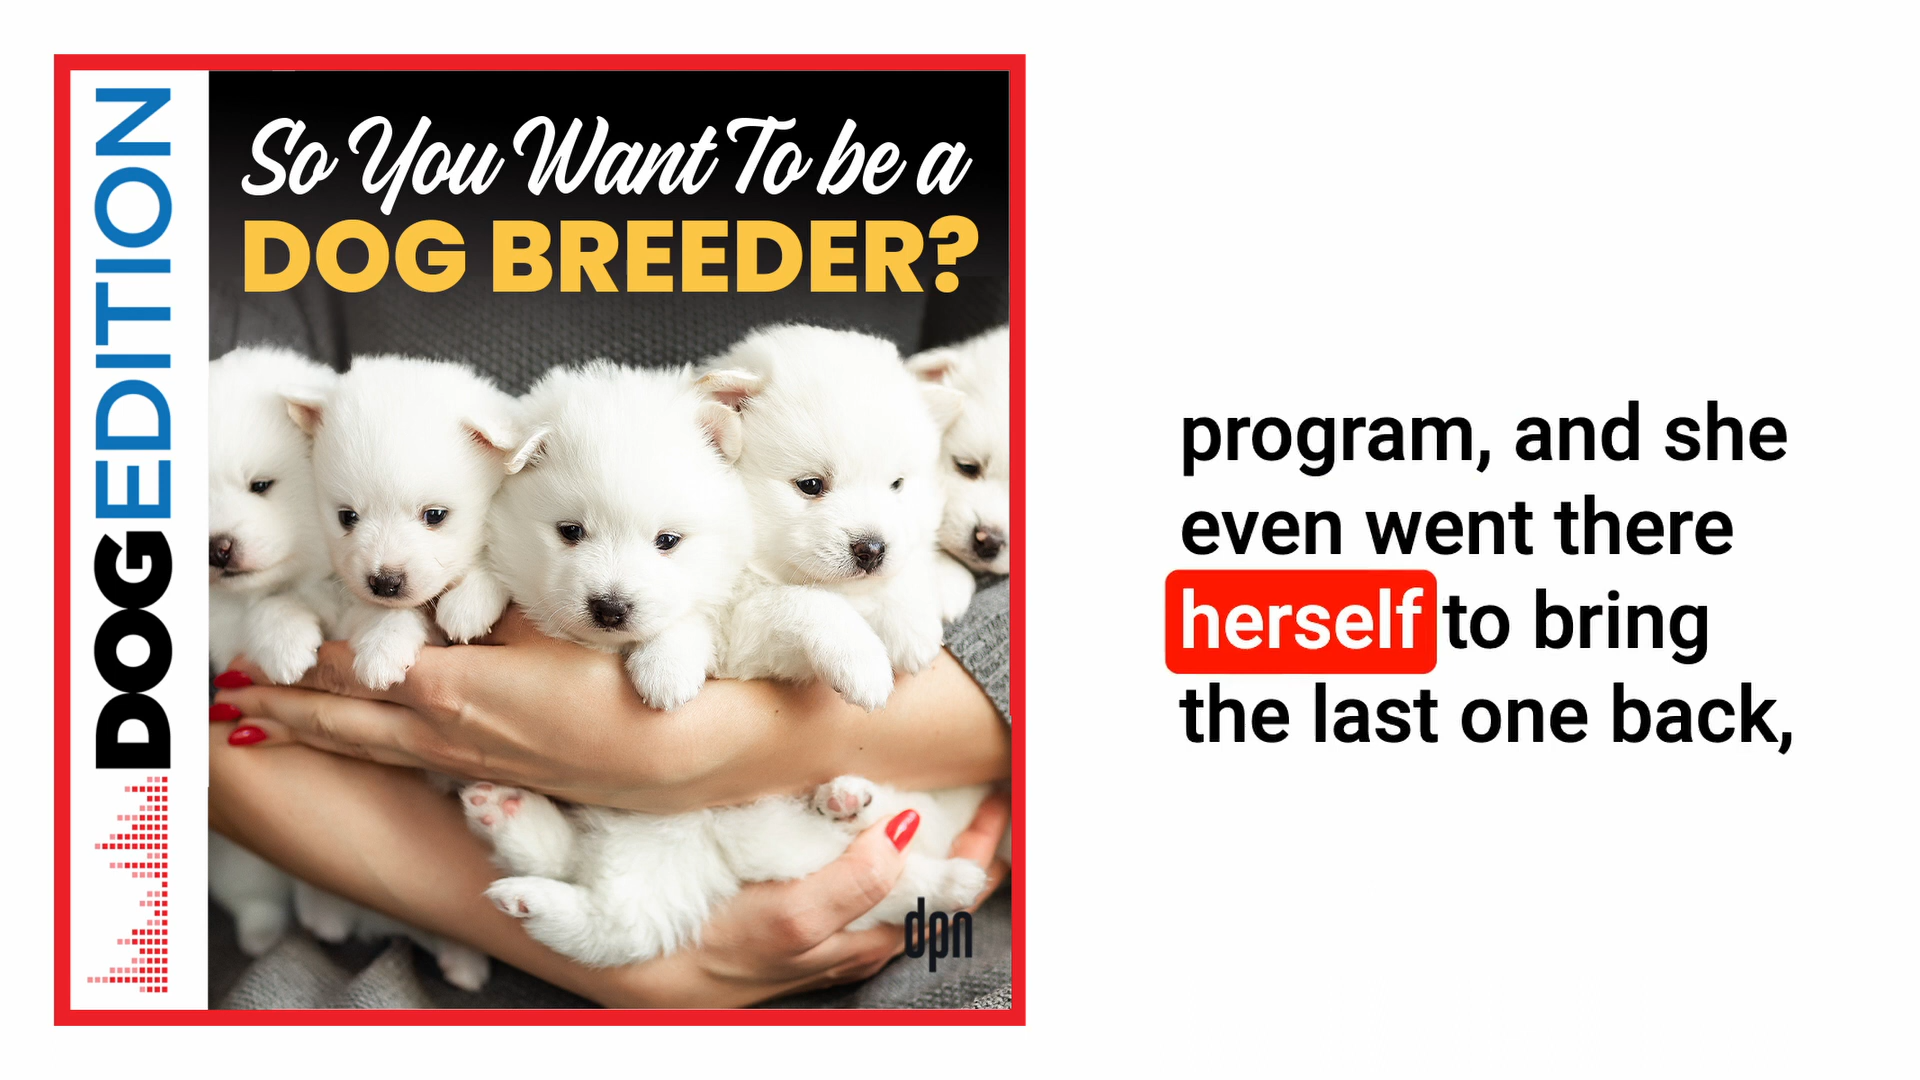 DOGEDITION
So You Want To be a
DOG BREEDER?
dpn
program, and she
even went there
herself to bring
the last one back,